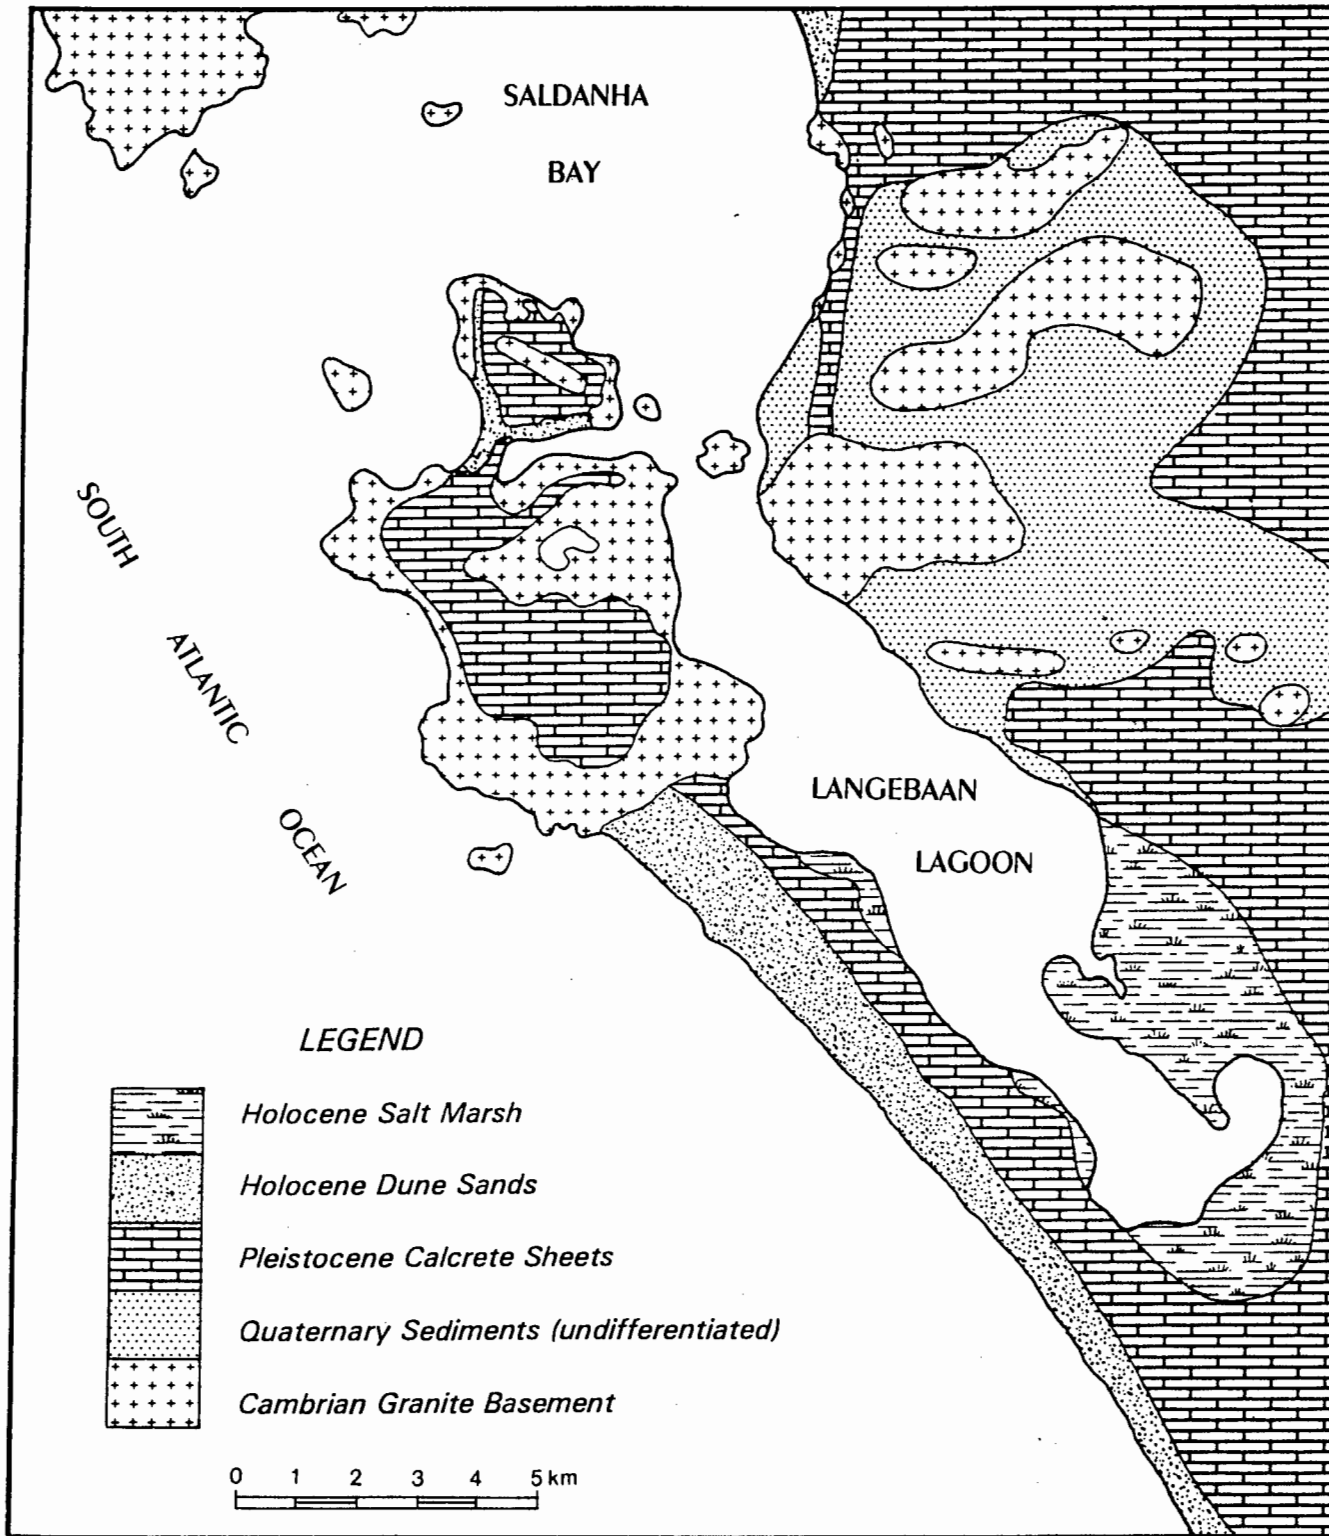 SALDANHA
BAY
SOUTH
ATLANTIC
OCEAN
LANGEBAAN
LAGOON
LEGEND
Holocene Salt Marsh
Holocene Dune Sands
Pleistocene Calcrete Sheets
Quaternary Sediments (undifferentiated)
Cambrian Granite Basement
0 1 2 3 4 5 km